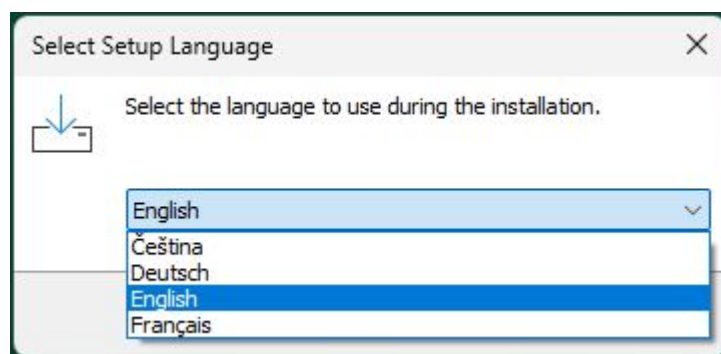 Select Setup Language
Select the language to use during the installation.
English
Čeština
Deutsch
English
Français